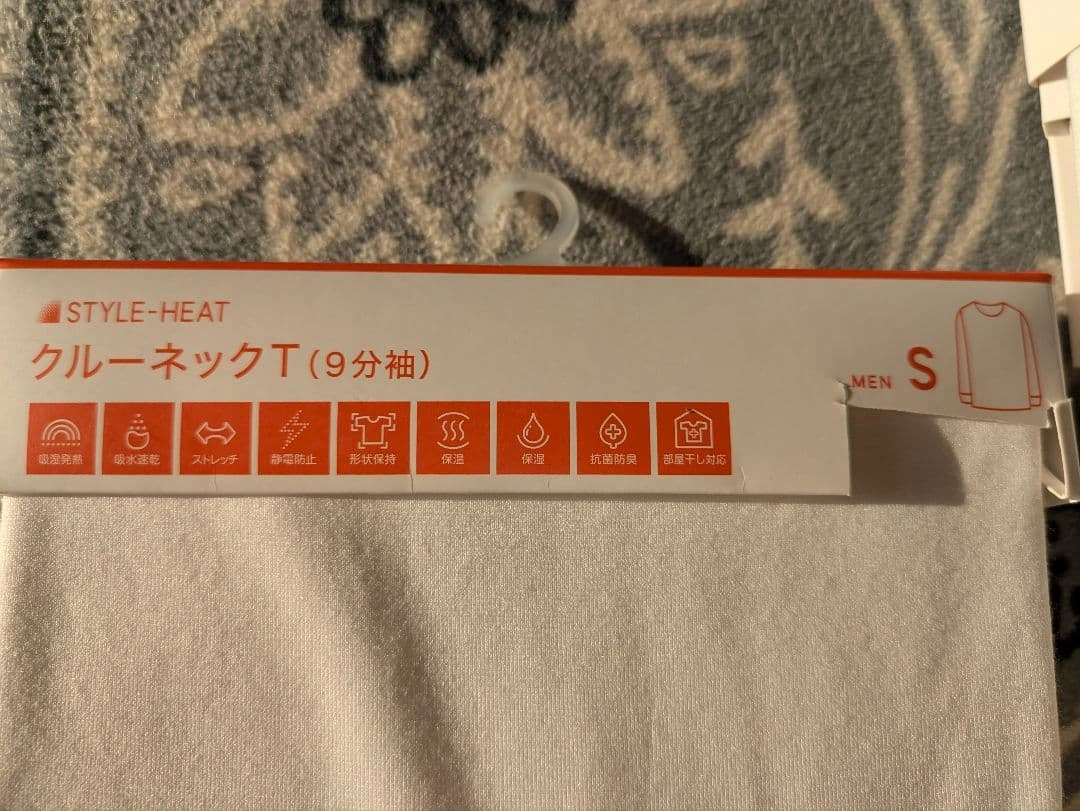 STYLE-HEAT
クルーネックT(9分袖)
MEN S
吸湿発熱
吸水速乾
ストレッチ
静電防止
形状保持
保温
保湿
抗菌防臭
部屋干し対応